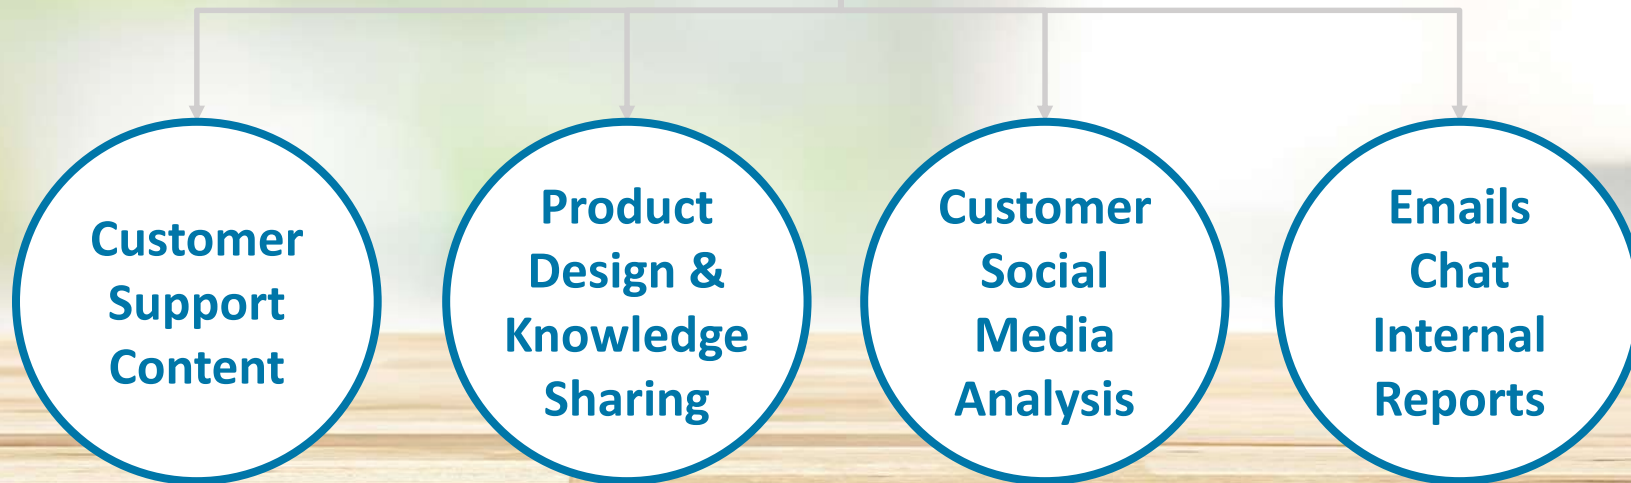 Customer
Support
Content
Product
Design &
Knowledge
Sharing
Customer
Social
Media
Analysis
Emails
Chat
Internal
Reports